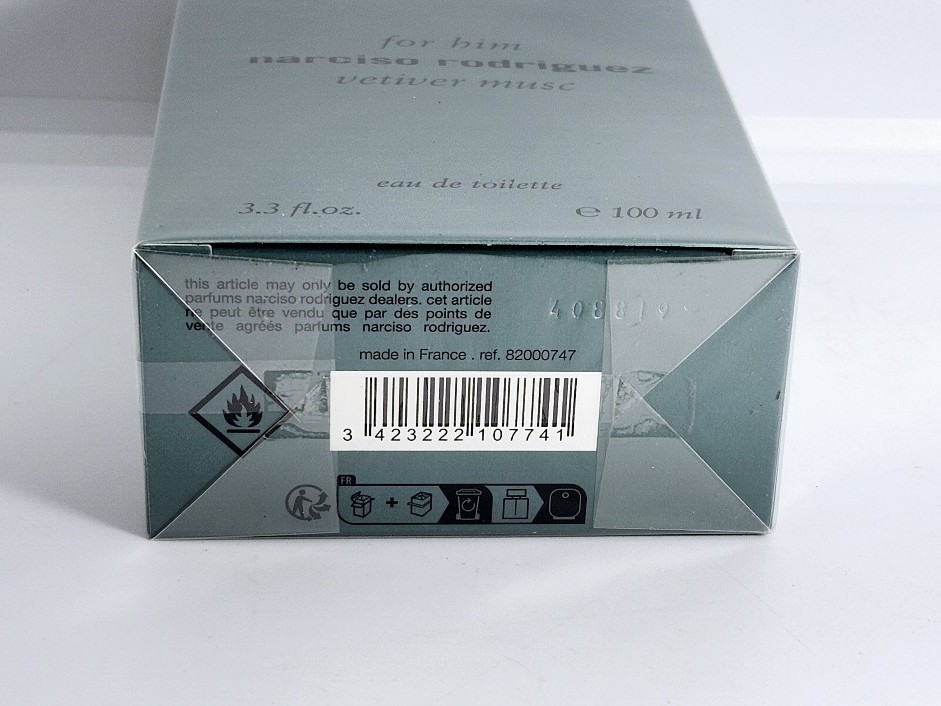 for him
narciso rodriguez
vetiver musc
eau de toilette
3.3 fl.oz. ℮ 100 ml
this article may only be sold by authorized
parfums narciso rodriguez dealers. cet article
ne peut être vendu que par des points de
vente agréés parfums narciso rodriguez.
408819
made in France . ref. 82000747
3 423222 107741
FR
+